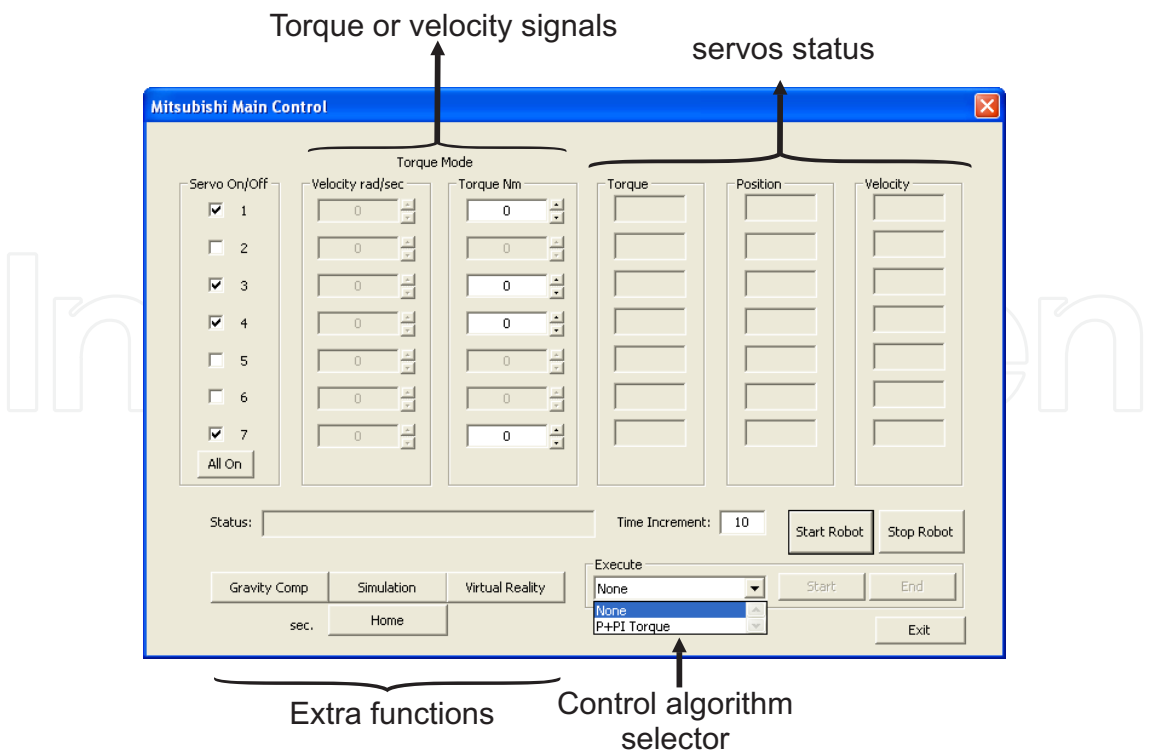 Torque or velocity signals
servos status
Mitsubishi Main Control
Torque Mode
Servo On/Off Velocity rad/sec Torque Nm Torque Position Velocity
1 0 0
2 0 0
3 0 0
4 0 0
5 0 0
6 0 0
7 0 0
All On
Status: Time Increment: 10 Start Robot Stop Robot
Execute
Gravity Comp Simulation Virtual Reality None Start End
None
sec. Home P+PI Torque Exit
Extra functions
Control algorithm
selector